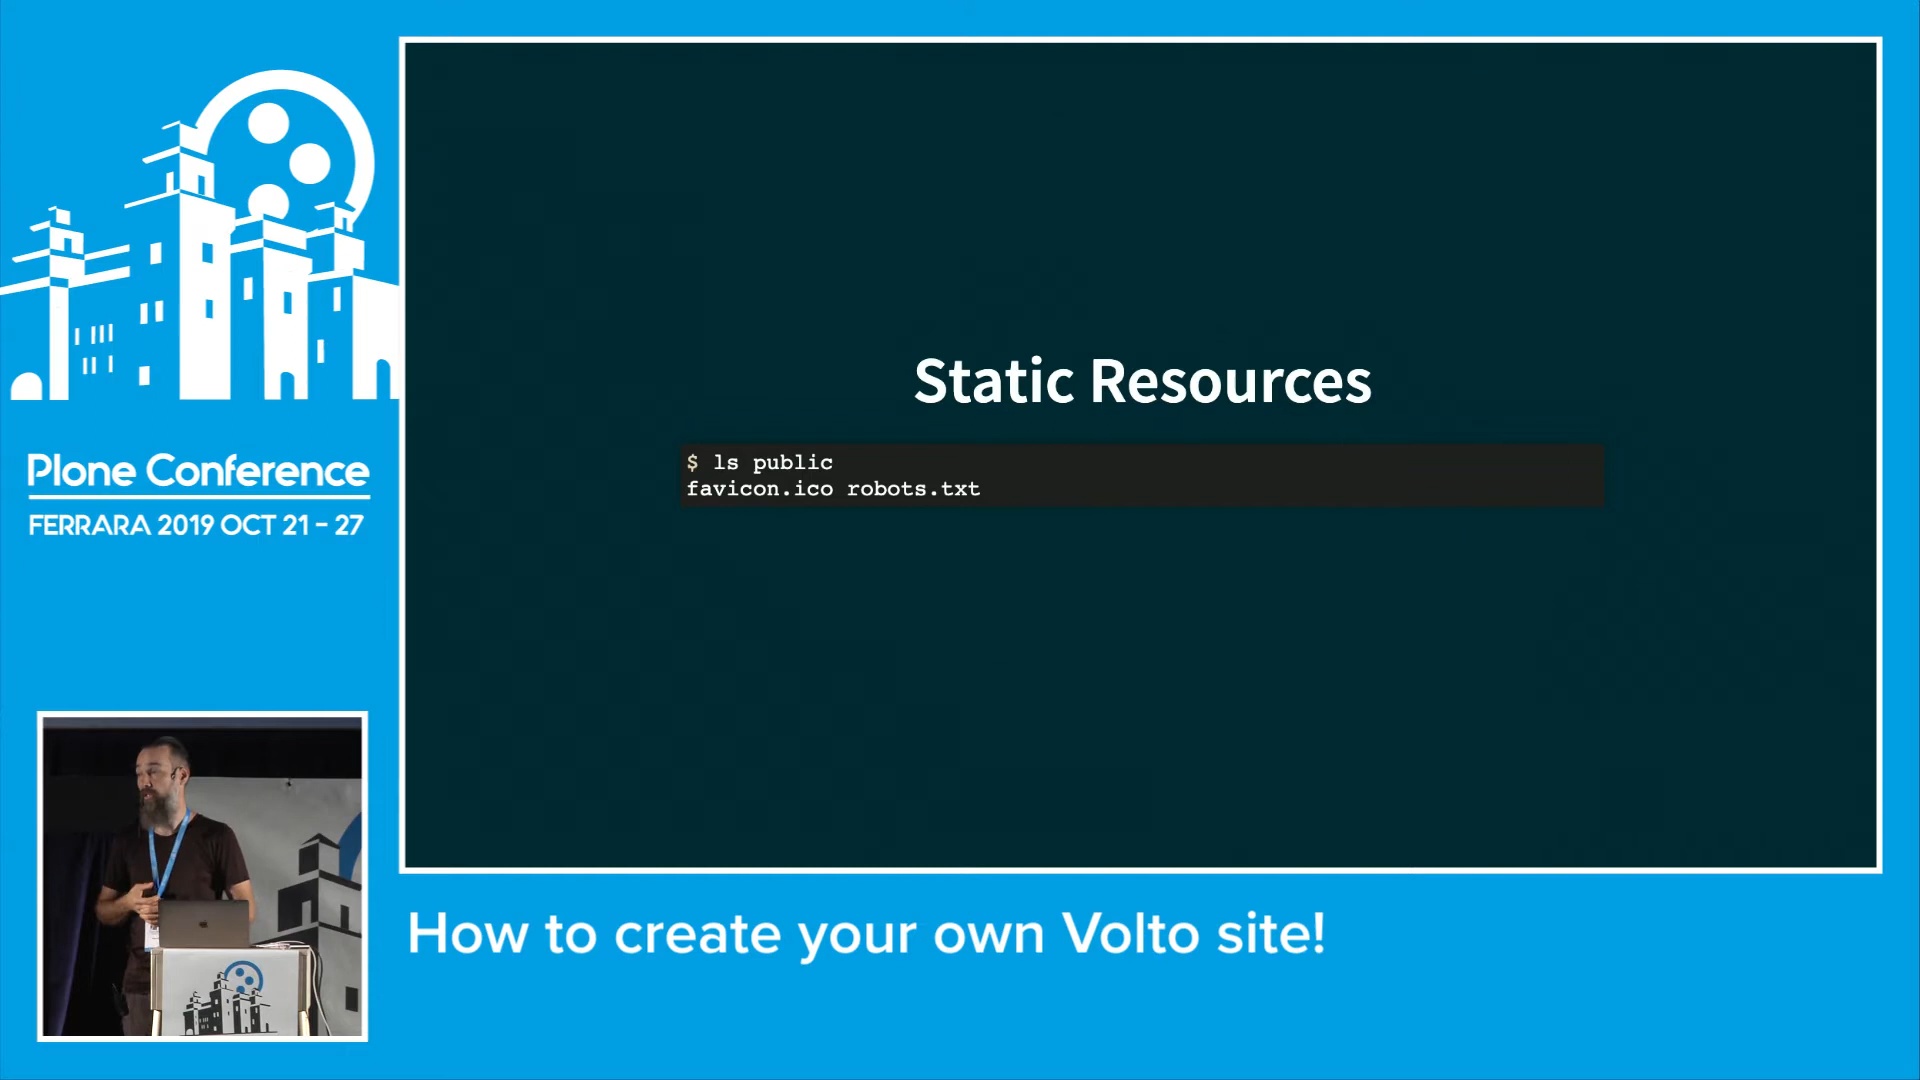 Plone Conference
FERRARA 2019 OCT 21 - 27
Static Resources
$ ls public
favicon.ico robots.txt
How to create your own Volto site!